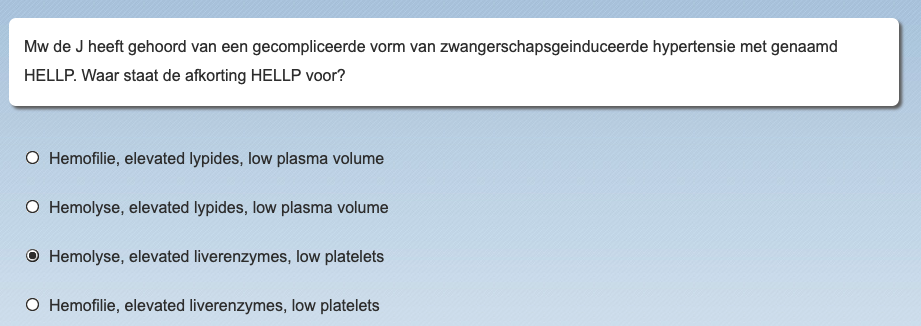 Mw de J heeft gehoord van een gecompliceerde vorm van zwangerschapsgeinduceerde hypertensie met genaamd
HELLP. Waar staat de afkorting HELLP voor?
Hemofilie, elevated lypides, low plasma volume
Hemolyse, elevated lypides, low plasma volume
Hemolyse, elevated liverenzymes, low platelets
Hemofilie, elevated liverenzymes, low platelets